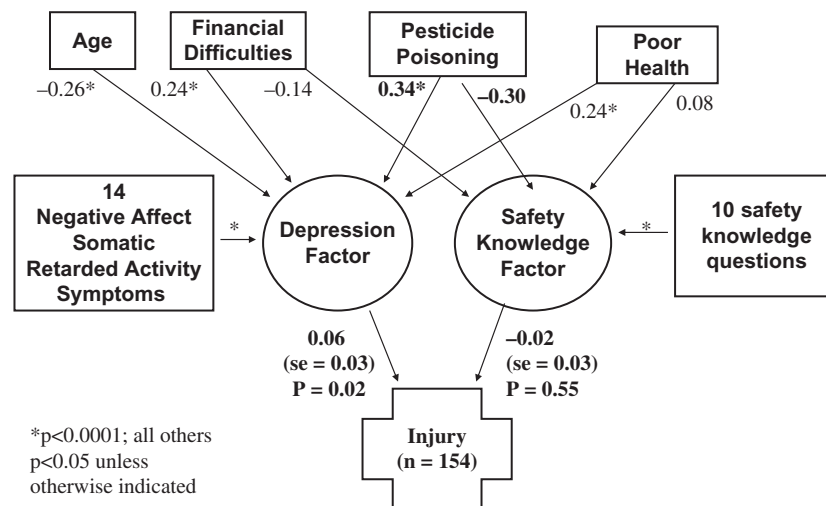 Age
Financial
Difficulties
Pesticide
Poisoning
Poor
Health
–0.26*
0.24*
–0.14
0.34*
–0.30
0.24*
0.08
14
Negative Affect
Somatic
Retarded Activity
Symptoms
*
Depression
Factor
Safety
Knowledge
Factor
*
10 safety
knowledge
questions
0.06
(se = 0.03)
P = 0.02
–0.02
(se = 0.03)
P = 0.55
Injury
(n = 154)
*p<0.0001; all others
p<0.05 unless
otherwise indicated